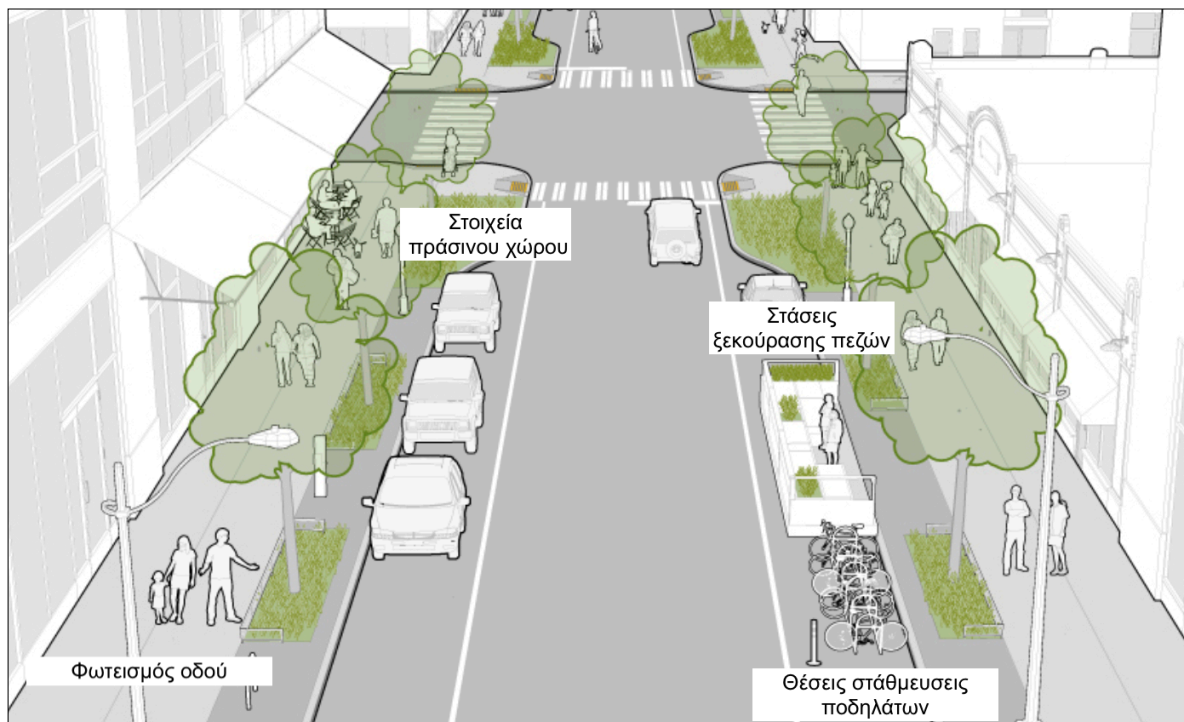 Στοιχεία
πράσινου χώρου
Στάσεις
ξεκούρασης πεζών
Φωτεισμός οδού
Θέσεις στάθμευσεις
ποδηλάτων